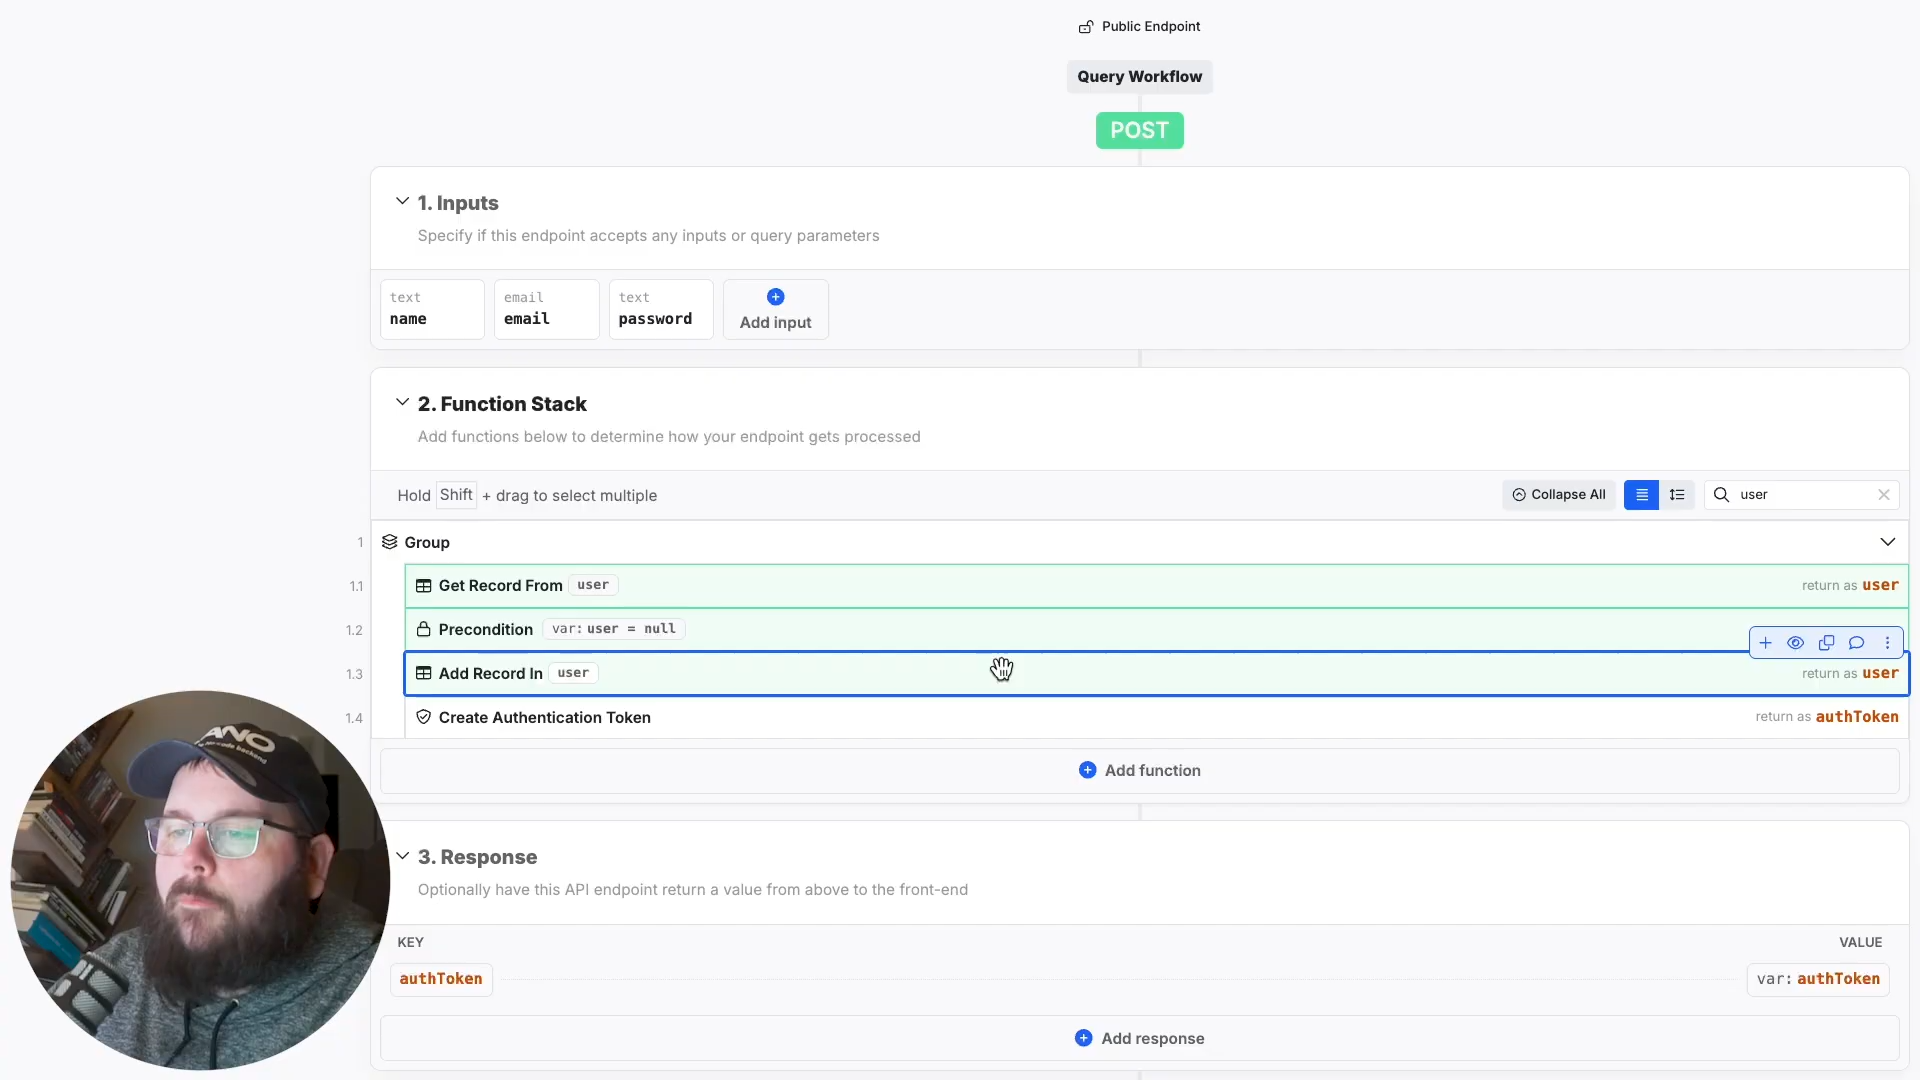 Public Endpoint
Query Workflow
POST
1. Inputs
Specify if this endpoint accepts any inputs or query parameters
text
name
email
email
text
password
Add input
2. Function Stack
Add functions below to determine how your endpoint gets processed
Hold Shift + drag to select multiple
Collapse All
user
1
Group
1.1
Get Record From user
return as user
1.2
Precondition var: user = null
1.3
Add Record In user
return as user
1.4
Create Authentication Token
return as authToken
Add function
3. Response
Optionally have this API endpoint return a value from above to the front-end
KEY
VALUE
authToken
var: authToken
Add response
ANO